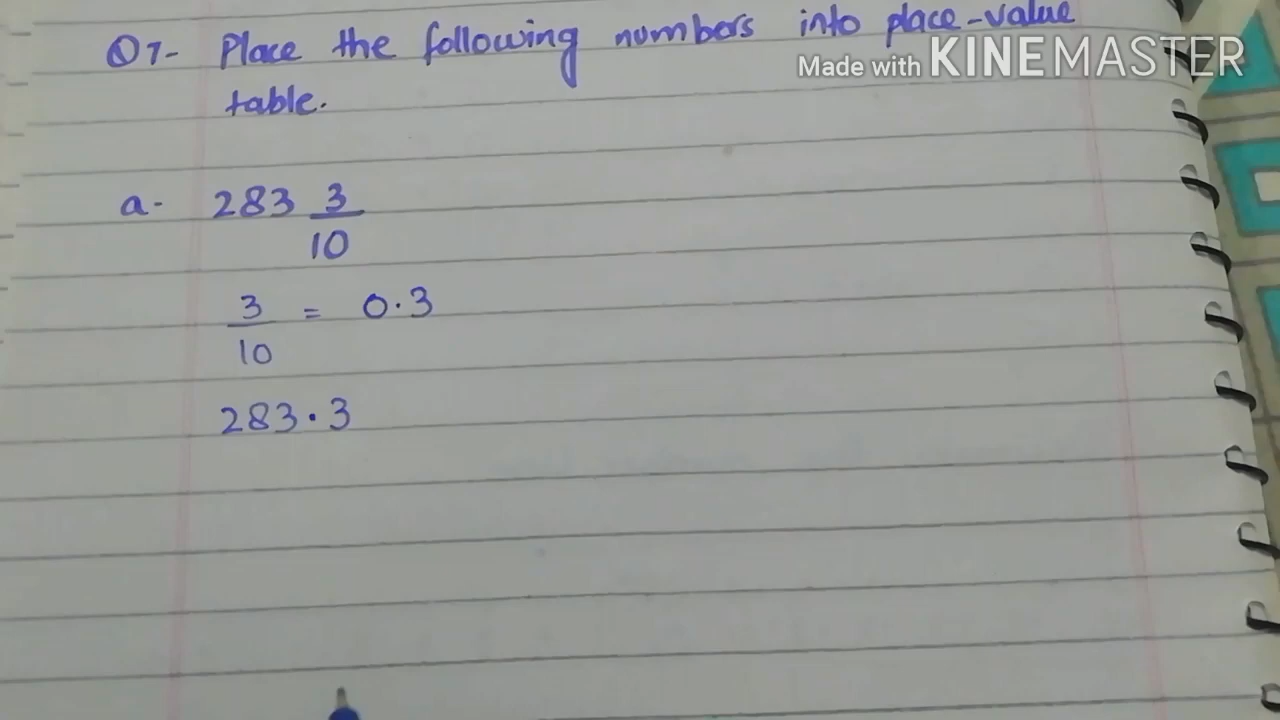 Q7- Place the following numbers into place-value
Made with KINEMASTER
table.
a- 283 3/10
3/10 = 0.3
283.3